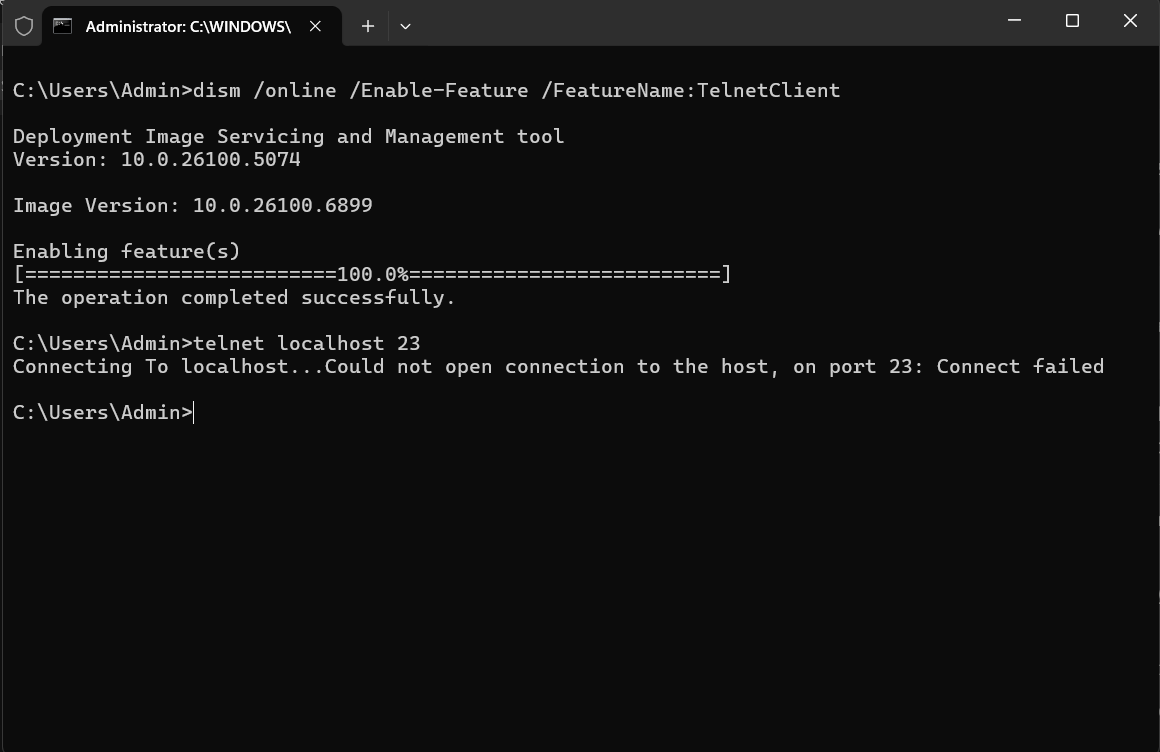 Administrator: C:\WINDOWS\
C:\Users\Admin>dism /online /Enable-Feature /FeatureName:TelnetClient
Deployment Image Servicing and Management tool
Version: 10.0.26100.5074
Image Version: 10.0.26100.6899
Enabling feature(s)
[==========================100.0%==========================]
The operation completed successfully.
C:\Users\Admin>telnet localhost 23
Connecting To localhost...Could not open connection to the host, on port 23: Connect failed
C:\Users\Admin>